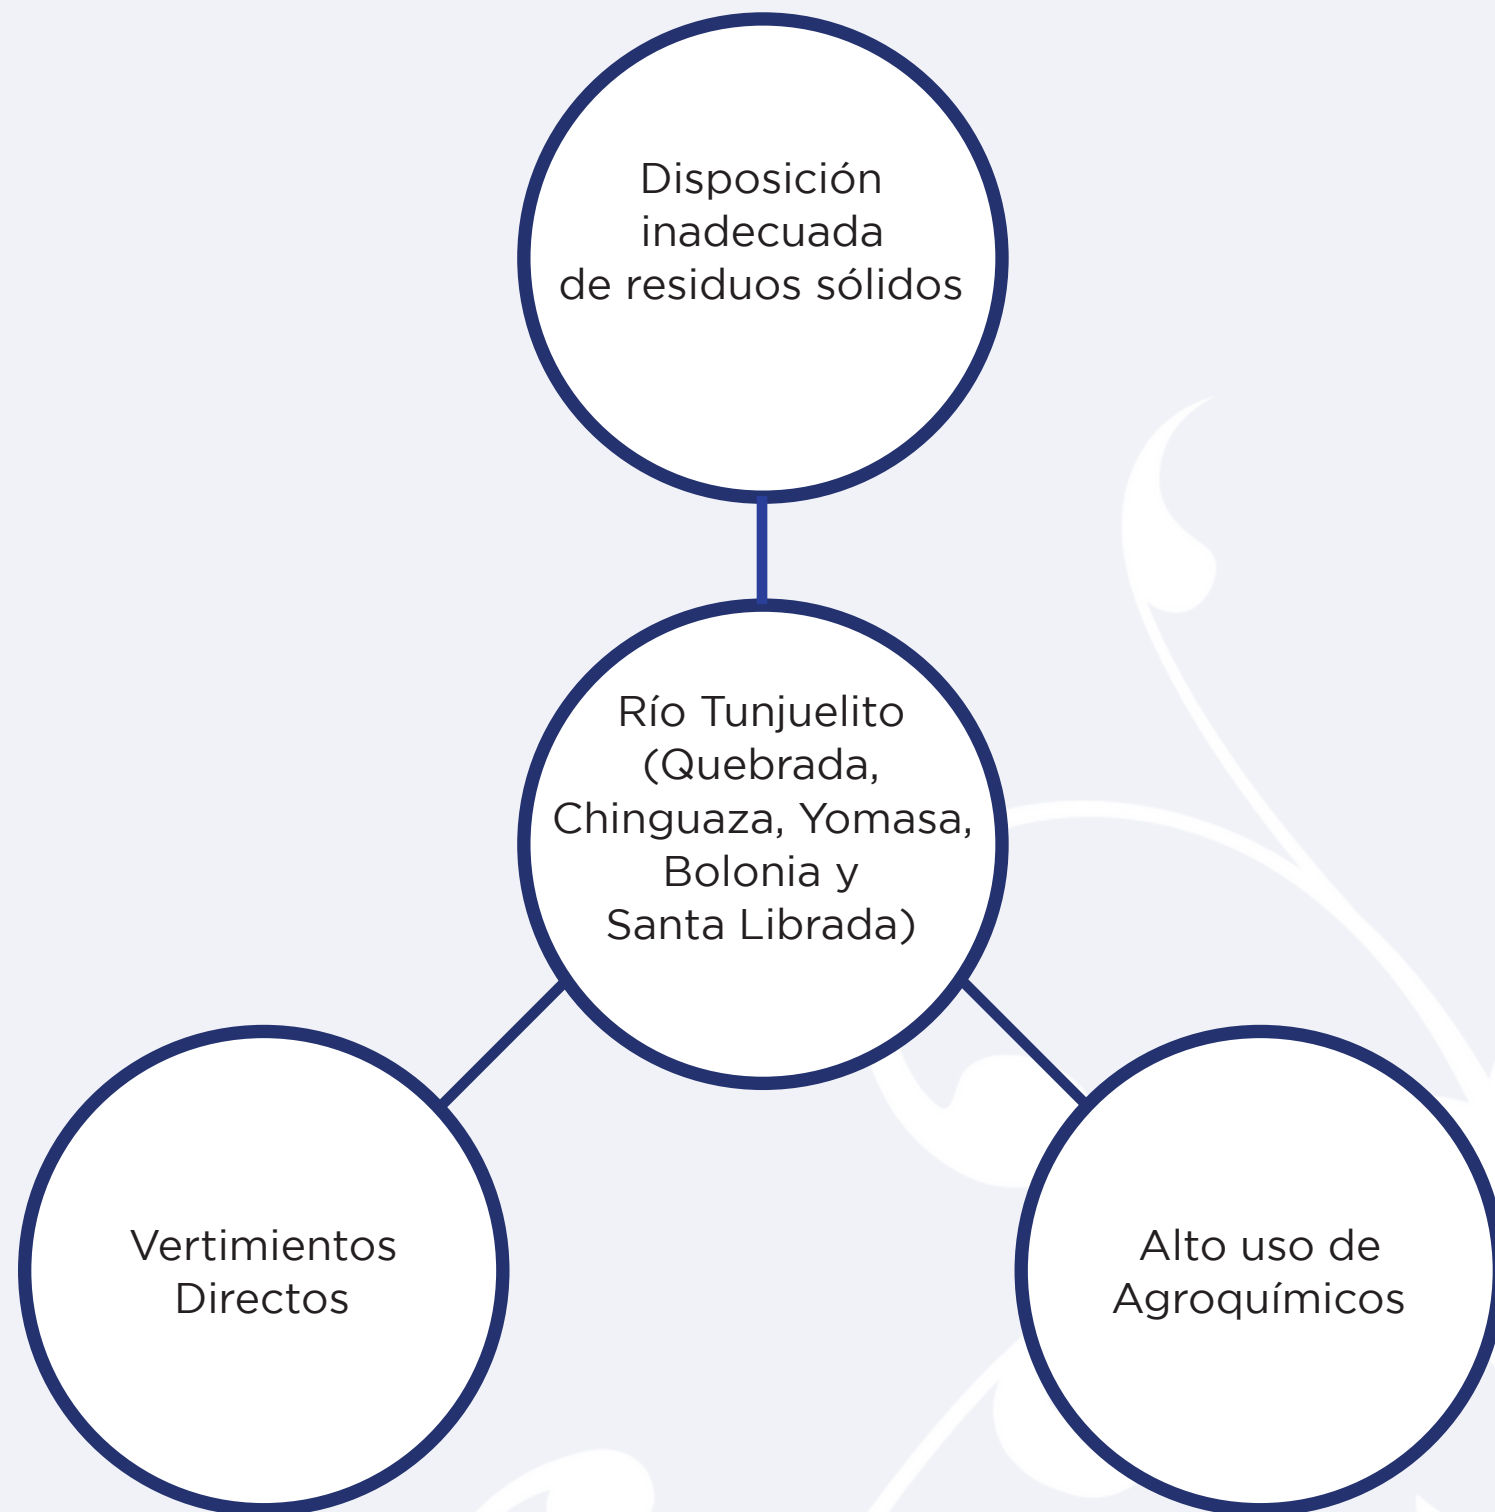 Disposición
inadecuada
de residuos sólidos
Río Tunjuelito
(Quebrada,
Chinguaza, Yomasa,
Bolonia y
Santa Librada)
Vertimientos
Directos
Alto uso de
Agroquímicos